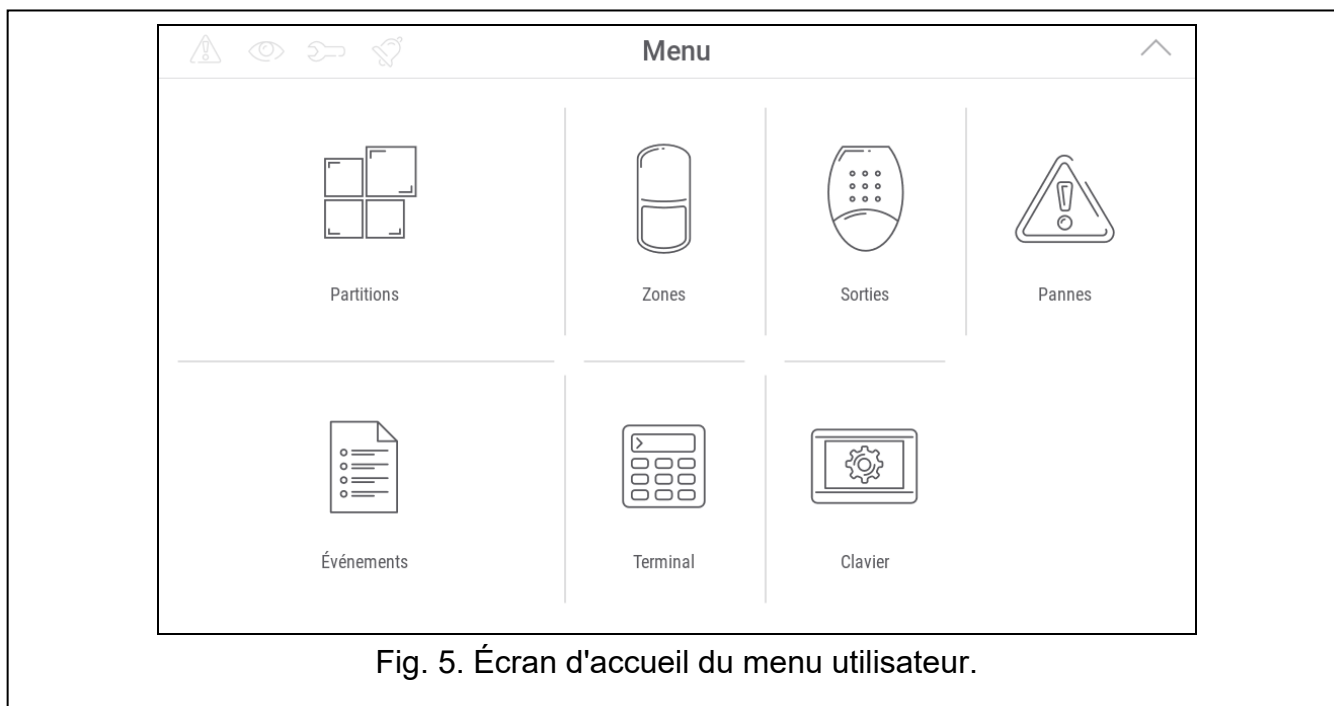 Menu
Partitions
Zones
Sorties
Pannes
Événements
Terminal
Clavier
Fig. 5. Écran d'accueil du menu utilisateur.